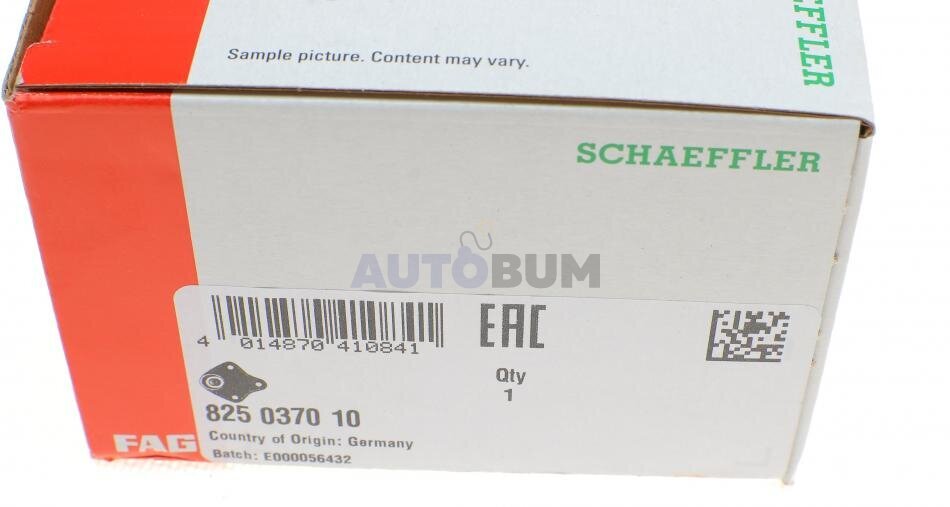 Sample picture. Content may vary.
EFFLER
SCHAEFFLER
AUTOBUM
4 014870 410841
EAC
Qty
1
825 0370 10
FAG
Country of Origin: Germany
Batch: E000056432